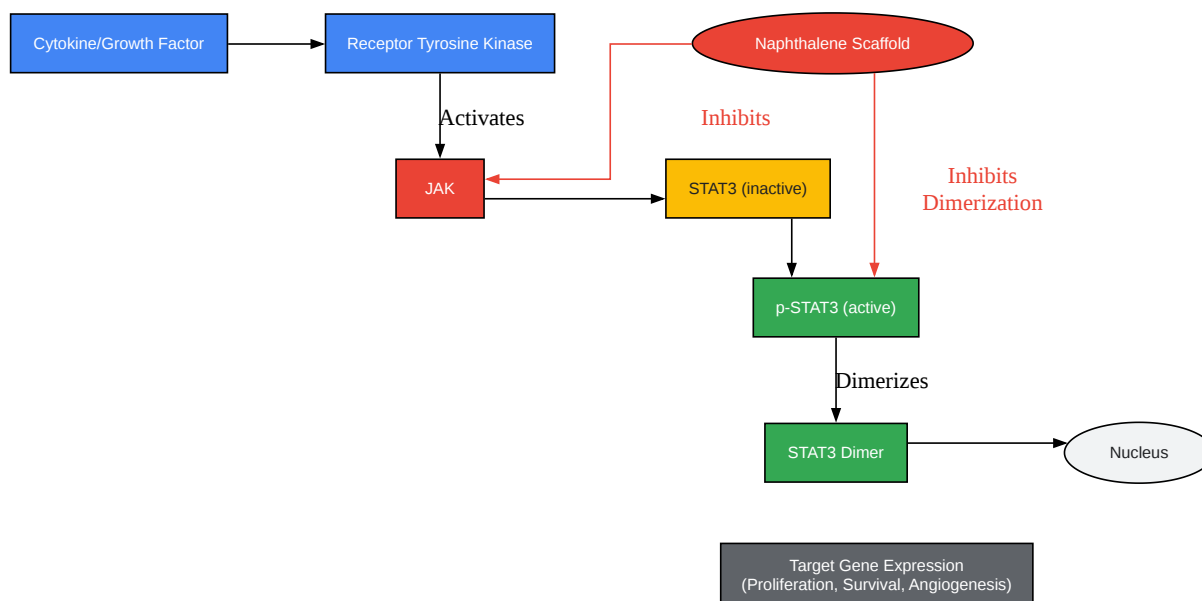 Cytokine/Growth Factor
Receptor Tyrosine Kinase
Naphthalene Scaffold
Activates
Inhibits
JAK
STAT3 (inactive)
Inhibits
Dimerization
p-STAT3 (active)
Dimerizes
STAT3 Dimer
Nucleus
Target Gene Expression
(Proliferation, Survival, Angiogenesis)